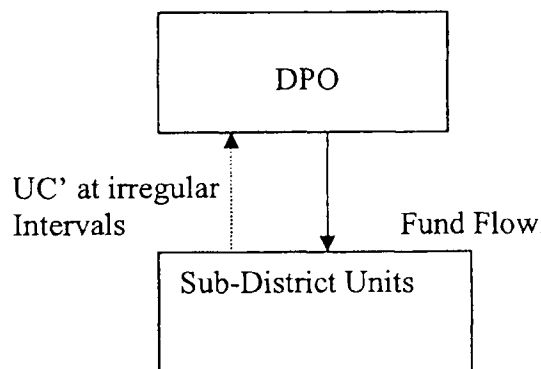 DPO
UC’ at irregular
Intervals
Fund Flow
Sub-District Units